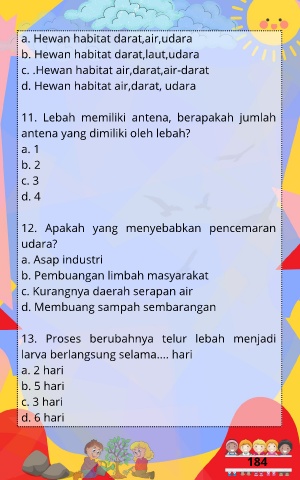 a. Hewan habitat darat,air,udara
b. Hewan habitat darat,laut,udara
c. .Hewan habitat air,darat,air-darat
d. Hewan habitat air,darat, udara
11. Lebah memiliki antena, berapakah jumlah
antena yang dimiliki oleh lebah?
a. 1
b. 2
c. 3
d. 4
12. Apakah yang menyebabkan pencemaran
udara?
a. Asap industri
b. Pembuangan limbah masyarakat
c. Kurangnya daerah serapan air
d. Membuang sampah sembarangan
13. Proses berubahnya telur lebah menjadi
larva berlangsung selama.... hari
a. 2 hari
b. 5 hari
c. 3 hari
d. 6 hari
184